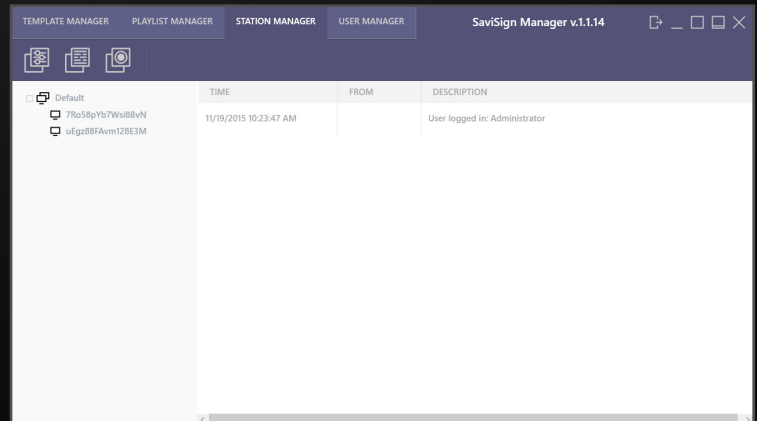 TEMPLATE MANAGER PLAYLIST MANAGER STATION MANAGER USER MANAGER SaviSign Manager v.1.1.14
Default
7Ro58pYb7Wsi8BvN
uEgz88FAvm128E3M
TIME FROM DESCRIPTION
11/19/2015 10:23:47 AM User logged in: Administrator